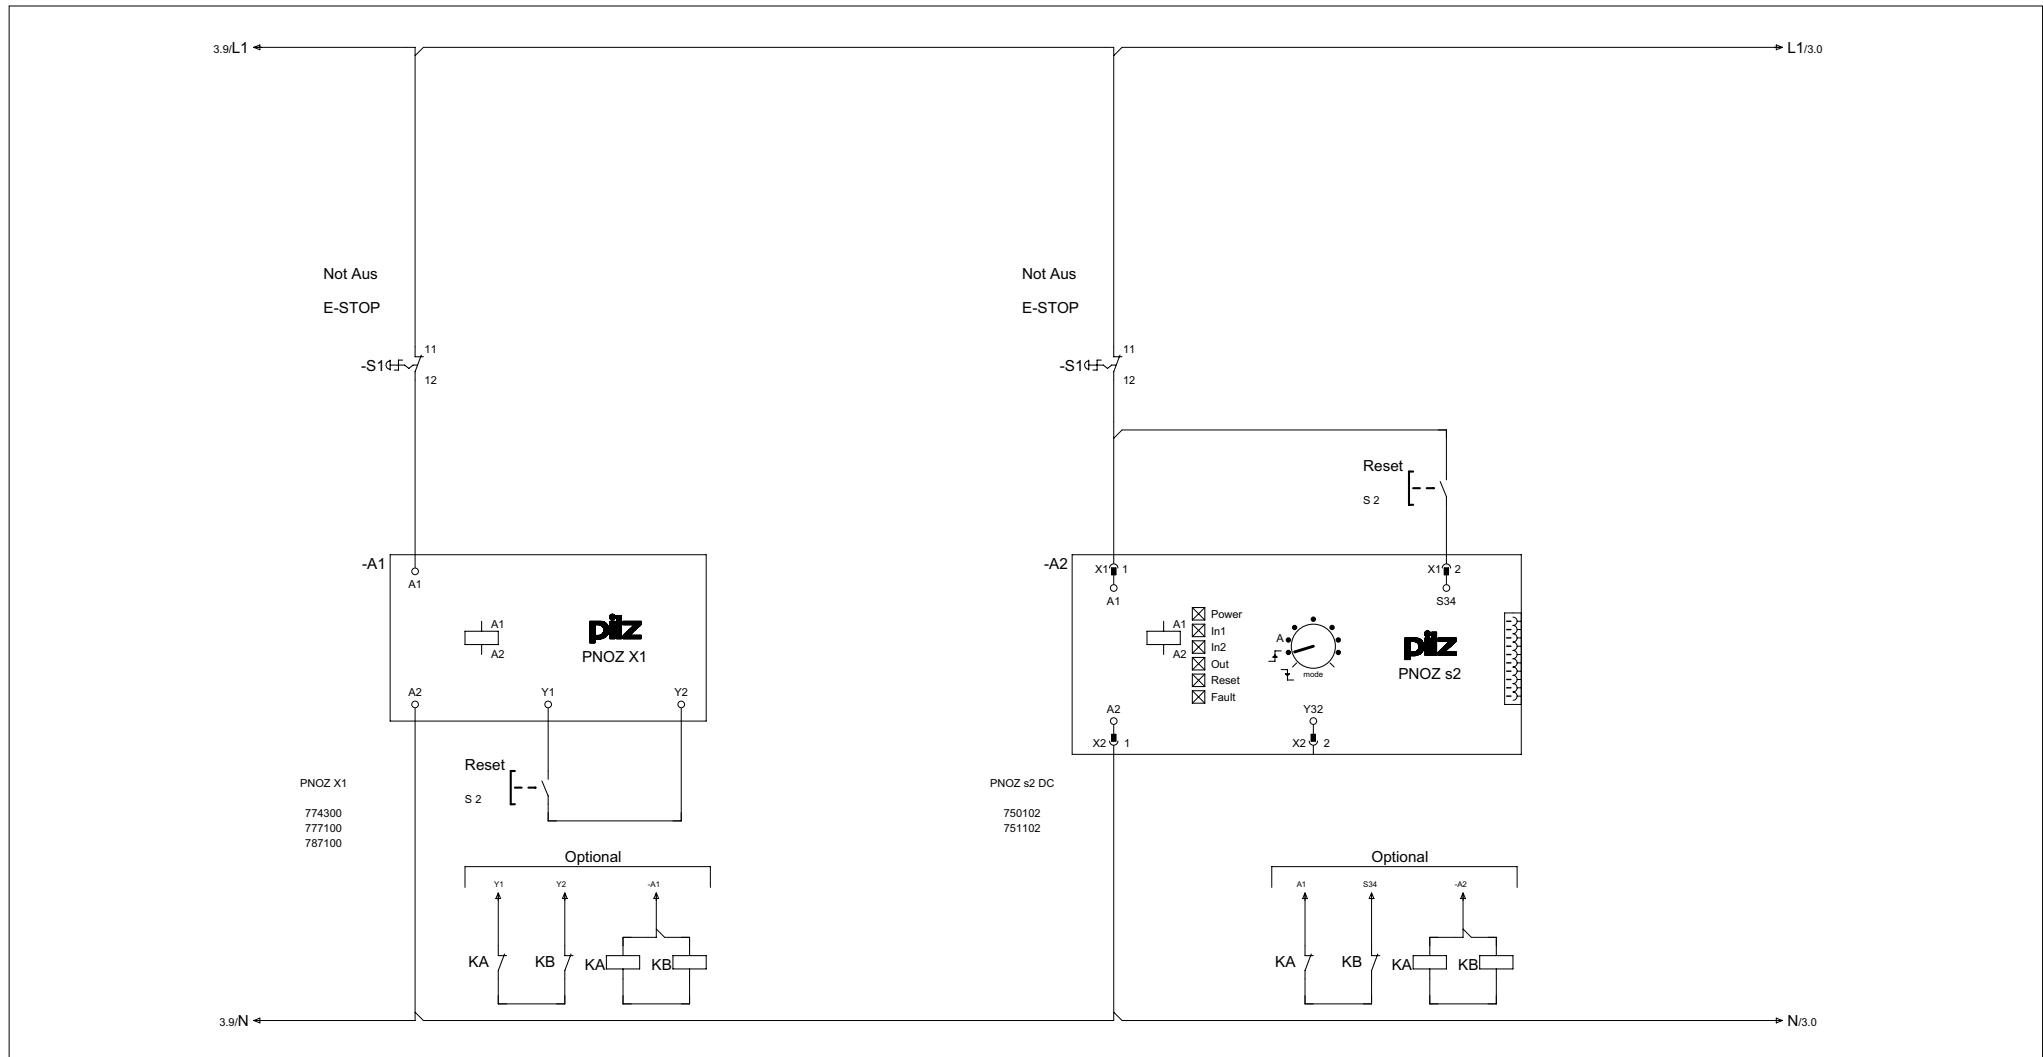 3.9/L1
L1/3.0
Not Aus
E-STOP
-S1
11
12
Not Aus
E-STOP
-S1
11
12
Reset
S 2
-A1
A1
A1
A2
pilz
PNOZ X1
A2
Y1
Y2
-A2
X1 1
A1
X1 2
S34
A1
A2
Power
In1
In2
Out
Reset
Fault
A
mode
pilz
PNOZ s2
A2
X2 1
Y32
X2 2
PNOZ X1
774300
777100
787100
Reset
S 2
PNOZ s2 DC
750102
751102
Optional
Y1 Y2 -A1
KA KB KA KB
Optional
A1 S34 -A2
KA KB KA KB
3.9/N
N/3.0